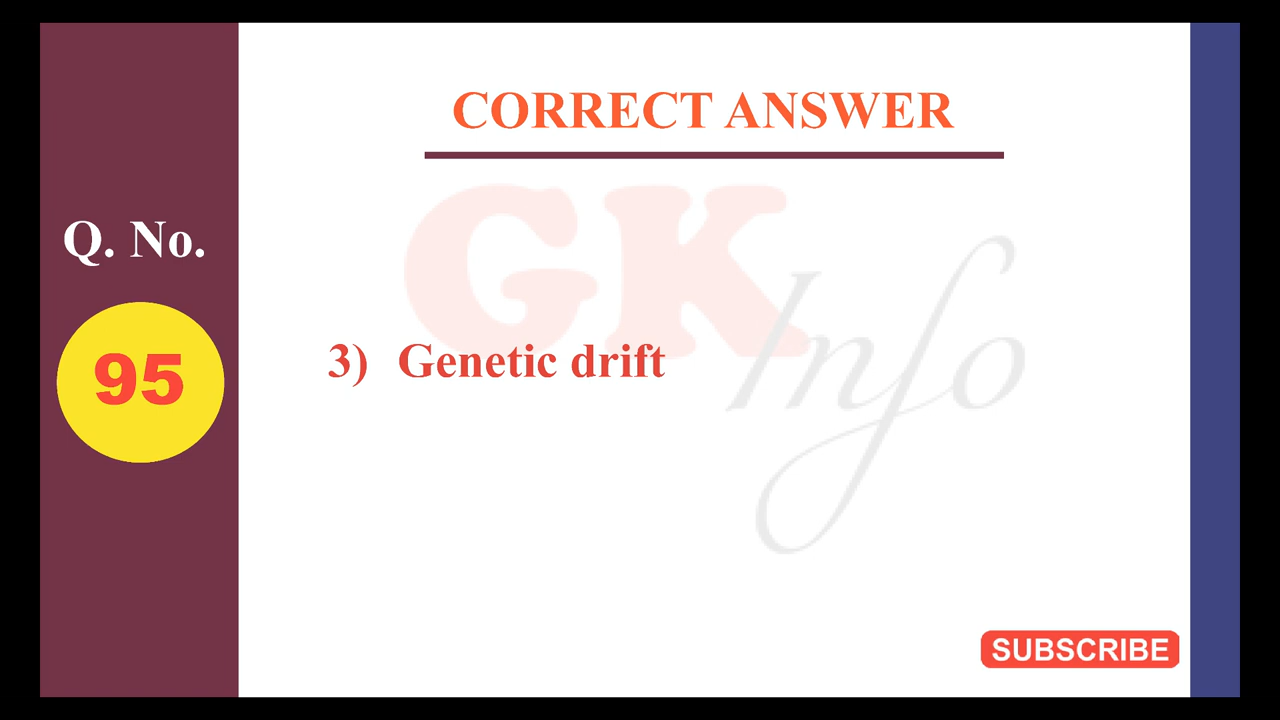 CORRECT ANSWER
GK Info
Q. No.
95
3) Genetic drift
SUBSCRIBE